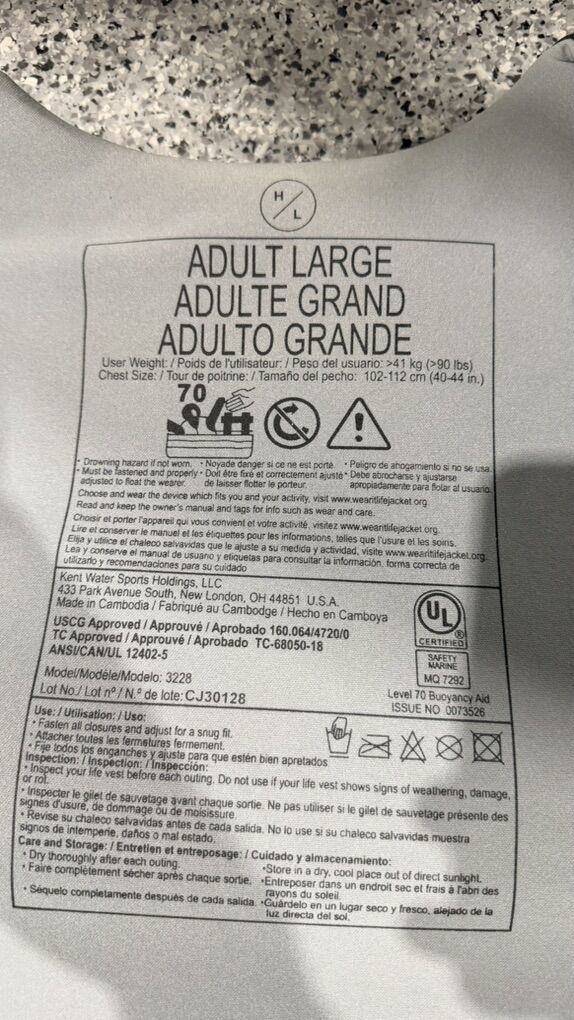 H/L
ADULT LARGE
ADULTE GRAND
ADULTO GRANDE
User Weight: / Poids de l'utilisateur: / Peso del usuario: >41 kg (>90 lbs)
Chest Size: / Tour de poitrine: / Tamaño del pecho: 102-112 cm (40-44 in.)
70
• Drowning hazard if not worn.
• Must be fastened and properly
adjusted to float the wearer.
• Noyade danger si ce ne est porté.
• Doit être fixé et correctement ajusté
de laisser flotter le porteur.
• Peligro de ahogamiento si no se usa.
• Debe abrocharse y ajustarse
apropiadamente para flotar al usuario.
Choose and wear the device which fits you and your activity, visit www.wearitlifejacket.org.
Read and keep the owner's manual and tags for info such as wear and care.
Choisir et porter l'appareil qui vous convient et votre activité, visitez www.wearitlifejacket.org.
Lire et conserver le manuel et les étiquettes pour les informations, telles que l'usure et les soins.
Elija y utilice el chaleco salvavidas que le ajuste a su medida y actividad, visite www.wearitlifejacket.org.
Lea y conserve el manual de usuario y etiquetas para consultar la información, forma correcta de
utilizarlo y recomendaciones para su cuidado
Kent Water Sports Holdings, LLC
433 Park Avenue South, New London, OH 44851 U.S.A.
Made in Cambodia / Fabriqué au Cambodge / Hecho en Camboya
USCG Approved / Approuvé / Aprobado 160.064/4720/0
TC Approved / Approuvé / Aprobado TC-68050-18
ANSI/CAN/UL 12402-5
Model/Modèle/Modelo: 3228
Lot No./ Lot nº / N.º de lote: CJ30128
UL
®
CERTIFIED
SAFETY
MARINE
MQ 7292
Level 70 Buoyancy Aid
ISSUE NO 0073526
Use: / Utilisation: / Uso:
• Fasten all closures and adjust for a snug fit.
• Attacher toutes les fermetures fermement.
• Fije todos los enganches y ajuste para que estén bien apretados
Inspection: / Inspection: / Inspección:
• Inspect your life vest before each outing. Do not use if your life vest shows signs of weathering, damage,
or rot.
• Inspecter le gilet de sauvetage avant chaque sortie. Ne pas utiliser si le gilet de sauvetage présente des
signes d'usure, de dommage ou de moisissure.
• Revise su chaleco salvavidas antes de cada salida. No lo use si su chaleco salvavidas muestra
signos de intemperie, daños o mal estado.
Care and Storage: / Entretien et entreposage: / Cuidado y almacenamiento:
• Dry thoroughly after each outing.
• Faire complètement sécher après chaque sortie.
• Séquelo completamente después de cada salida.
•Store in a dry, cool place out of direct sunlight.
•Entreposer dans un endroit sec et frais à l'abri des
rayons du soleil.
•Guárdelo en un lugar seco y fresco, alejado de la
luz directa del sol.